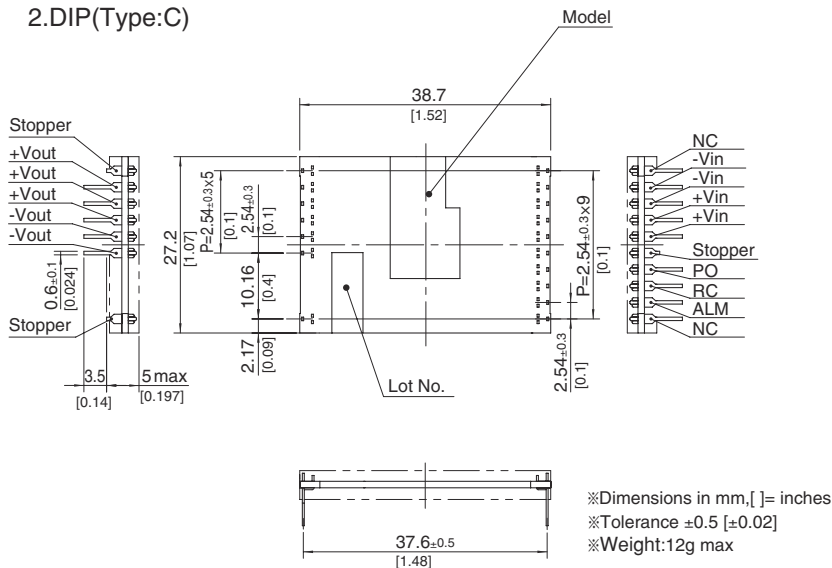 2.DIP(Type:C)
Model
38.7
[1.52]
Stopper
+Vout
+Vout
+Vout
-Vout
-Vout
Stopper
0.6±0.1
[0.024]
3.5
[0.14]
5 max
[0.197]
27.2
[1.07]
P=2.54±0.3x5
[0.1]
2.54±0.3
[0.1]
10.16
[0.4]
2.17
[0.09]
Lot No.
P=2.54±0.3x9
[0.1]
2.54±0.3
[0.1]
NC
-Vin
-Vin
+Vin
+Vin
Stopper
PO
RC
ALM
NC
37.6±0.5
[1.48]
※Dimensions in mm,[ ]= inches
※Tolerance ±0.5 [±0.02]
※Weight:12g max